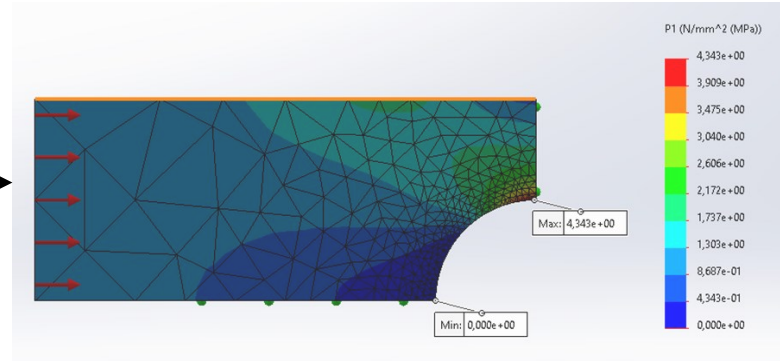 P1 (N/mm^2 (MPa))
4,343e+00
3,909e+00
3,475e+00
3,040e+00
2,606e+00
2,172e+00
1,737e+00
1,303e+00
8,687e-01
4,343e-01
0,000e+00
Max: 4,343e+00
Min: 0,000e+00